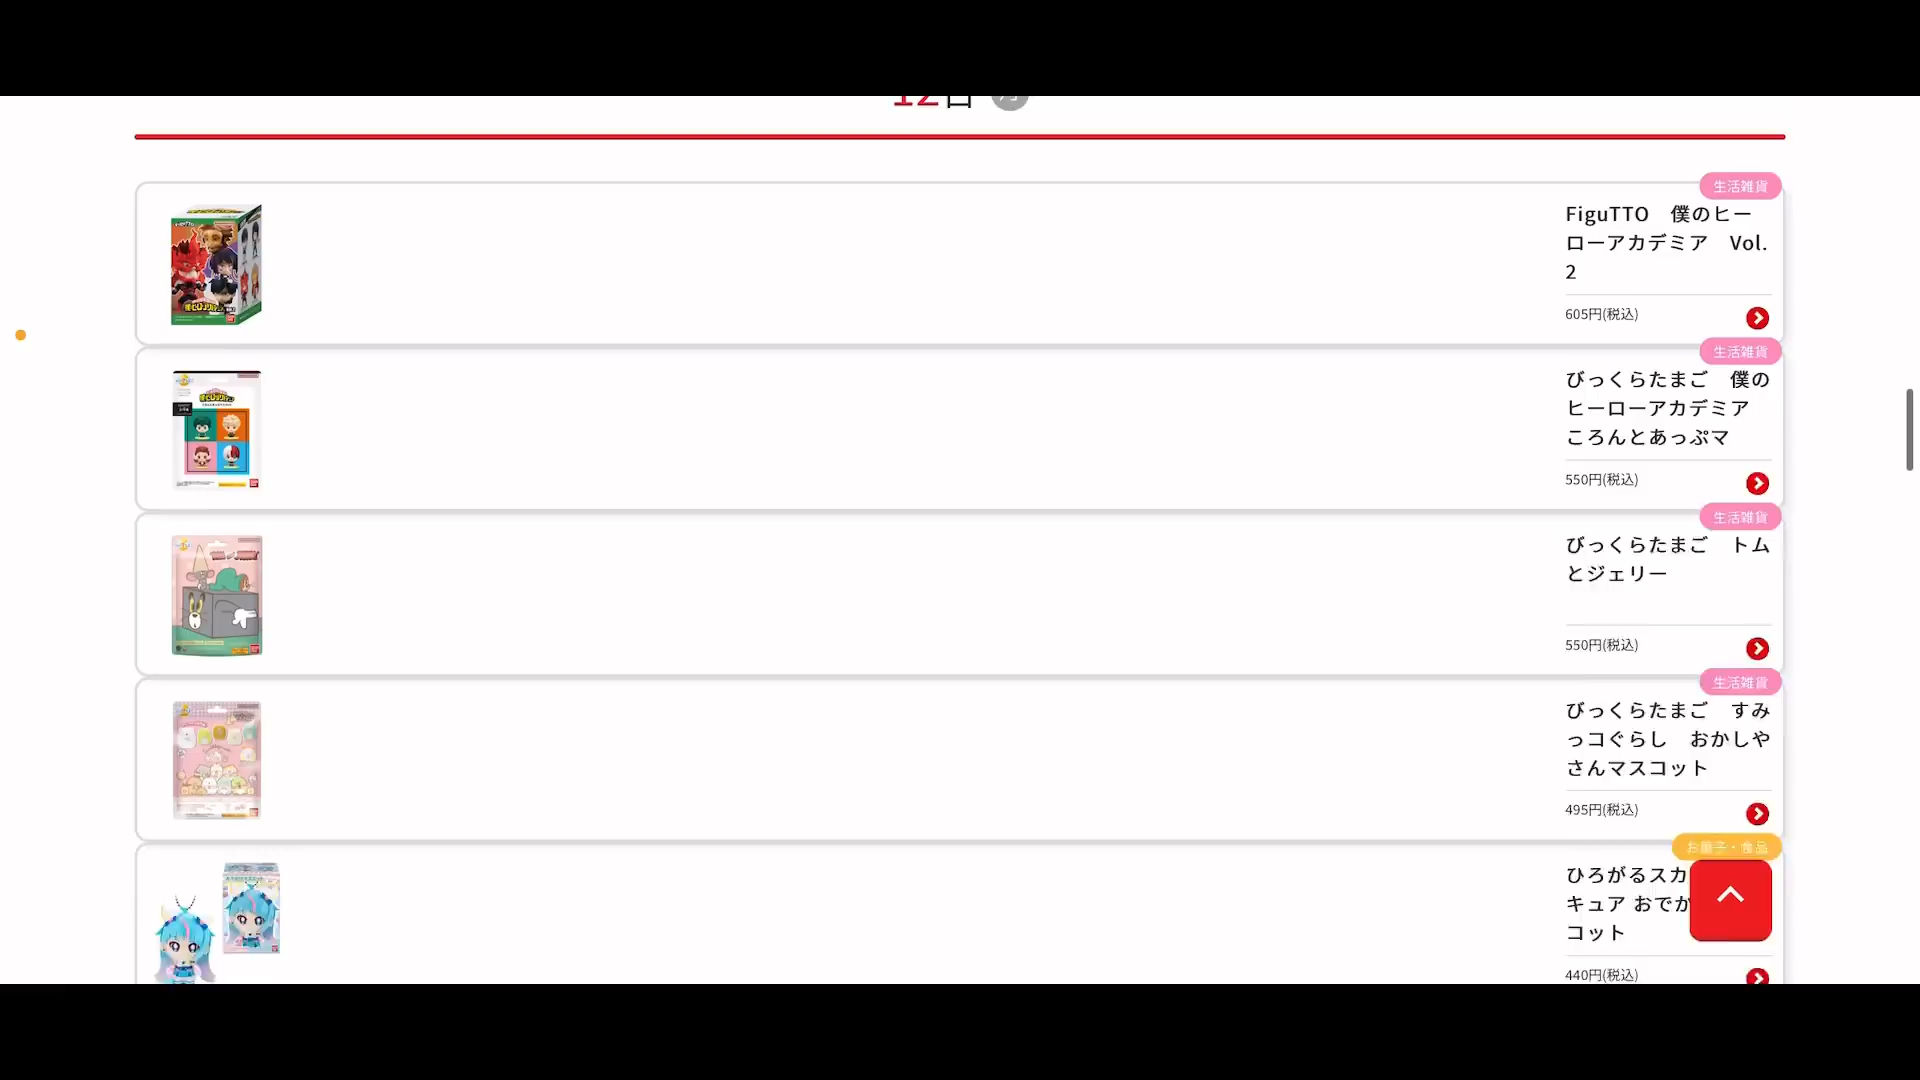 12日
生活雑貨
FiguTTO　僕のヒー
ローアカデミア　Vol.
2
605円(税込)
生活雑貨
びっくらたまご　僕の
ヒーローアカデミア
ころんとあっぷマ
550円(税込)
生活雑貨
びっくらたまご　トム
とジェリー
550円(税込)
生活雑貨
びっくらたまご　すみ
っコぐらし　おかしや
さんマスコット
495円(税込)
お菓子・食品
ひろがるスカ
キュア おでか
コット
440円(税込)